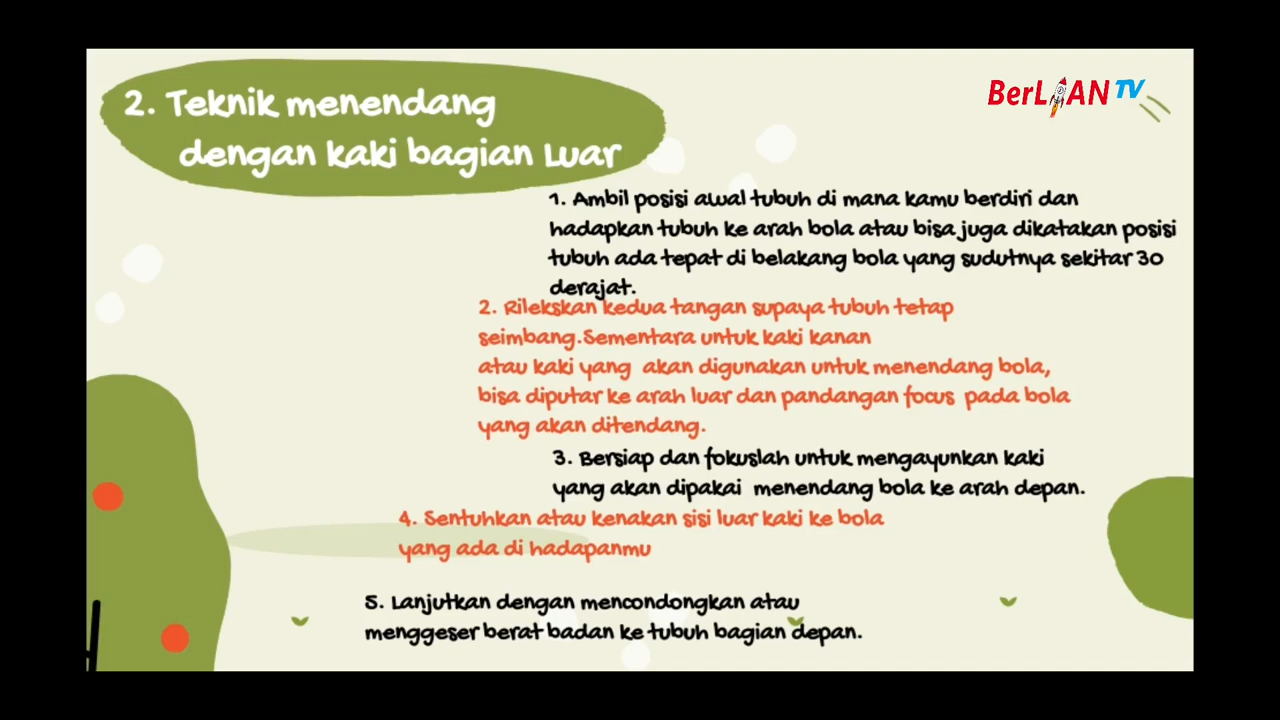 2. Teknik menendang
dengan kaki bagian Luar
BerLIAN TV
1. Ambil posisi awal tubuh di mana kamu berdiri dan
hadapkan tubuh ke arah bola atau bisa juga dikatakan posisi
tubuh ada tepat di belakang bola yang sudutnya sekitar 30
derajat.
2. Rilekskan kedua tangan supaya tubuh tetap
seimbang.Sementara untuk kaki kanan
atau kaki yang akan digunakan untuk menendang bola,
bisa diputar ke arah luar dan pandangan focus pada bola
yang akan ditendang.
3. Bersiap dan fokuslah untuk mengayunkan kaki
yang akan dipakai menendang bola ke arah depan.
4. Sentuhkan atau kenakan sisi luar kaki ke bola
yang ada di hadapanmu
5. Lanjutkan dengan mencondongkan atau
menggeser berat badan ke tubuh bagian depan.